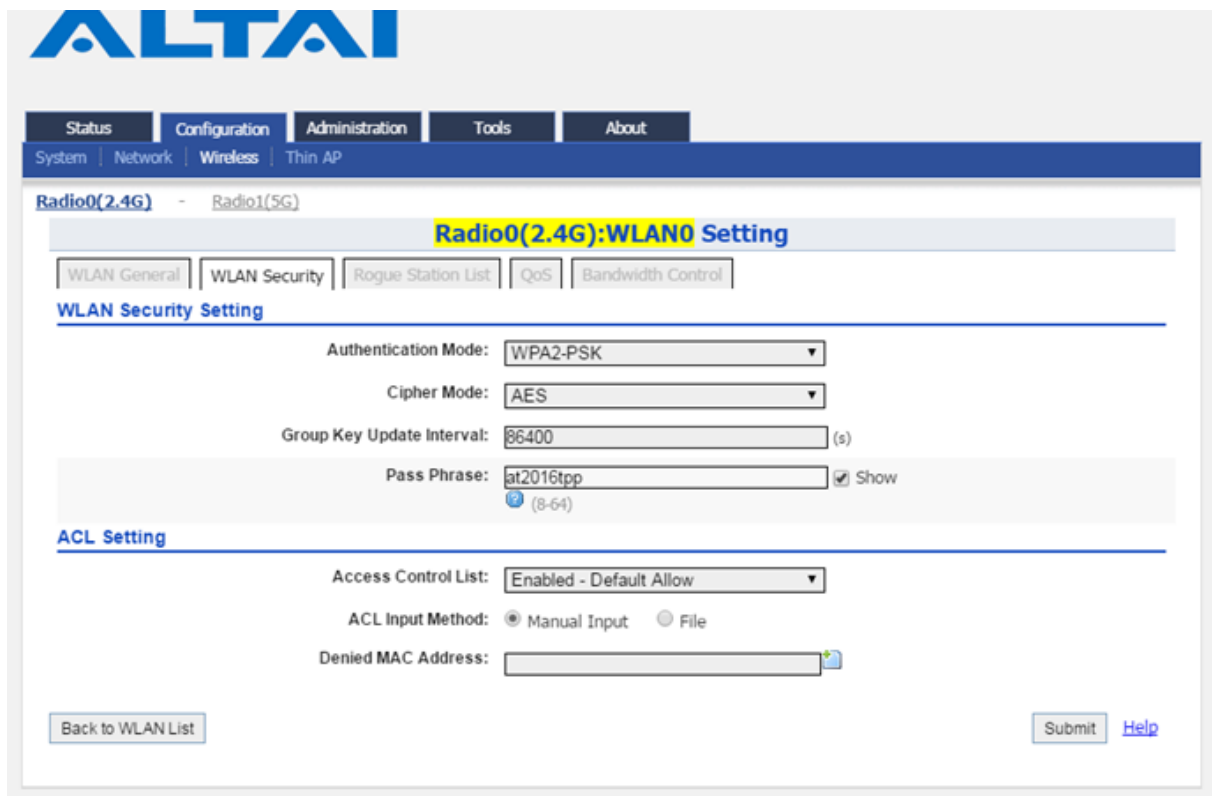 ALTAI
Status Configuration Administration Tools About
System | Network | Wireless | Thin AP
Radio0(2.4G) - Radio1(5G)
Radio0(2.4G):WLAN0 Setting
WLAN General WLAN Security Rogue Station List QoS Bandwidth Control
WLAN Security Setting
Authentication Mode: WPA2-PSK
Cipher Mode: AES
Group Key Update Interval: 86400 (s)
Pass Phrase: at2016tpp Show
? (8-64)
ACL Setting
Access Control List: Enabled - Default Allow
ACL Input Method: Manual Input File
Denied MAC Address:
Back to WLAN List Submit Help